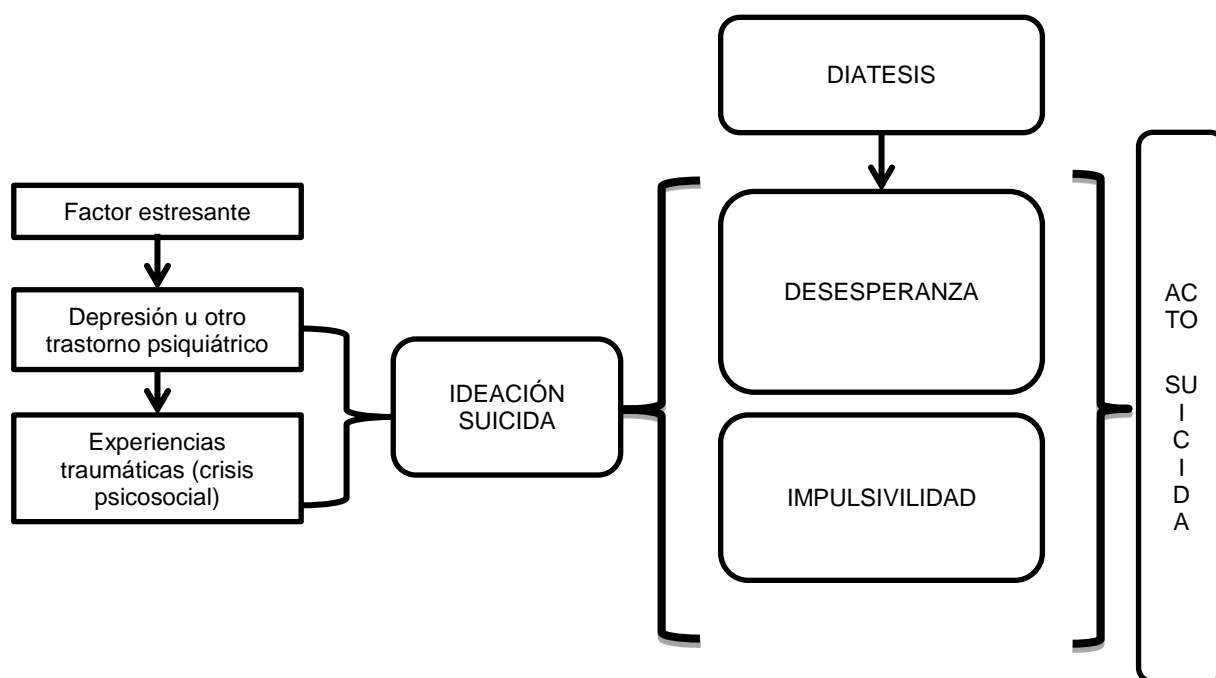 DIATESIS
Factor estresante
Depresión u otro
trastorno psiquiátrico
Experiencias
traumáticas (crisis
psicosocial)
IDEACIÓN
SUICIDA
DESESPERANZA
IMPULSIVILIDAD
AC
TO
SU
I
C
I
D
A